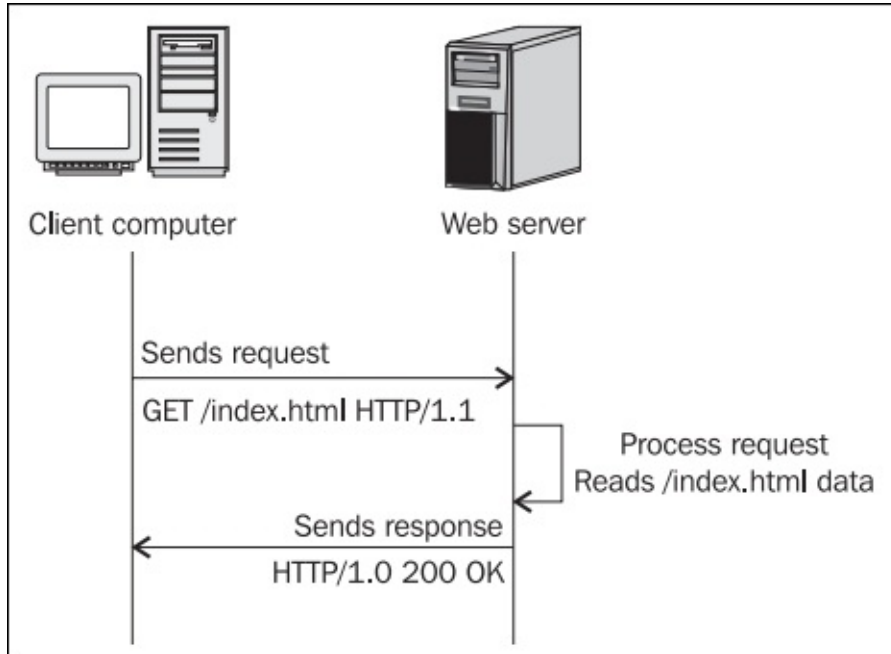 Client computer
Web server
Sends request
GET /index.html HTTP/1.1
Process request
Reads /index.html data
Sends response
HTTP/1.0 200 OK